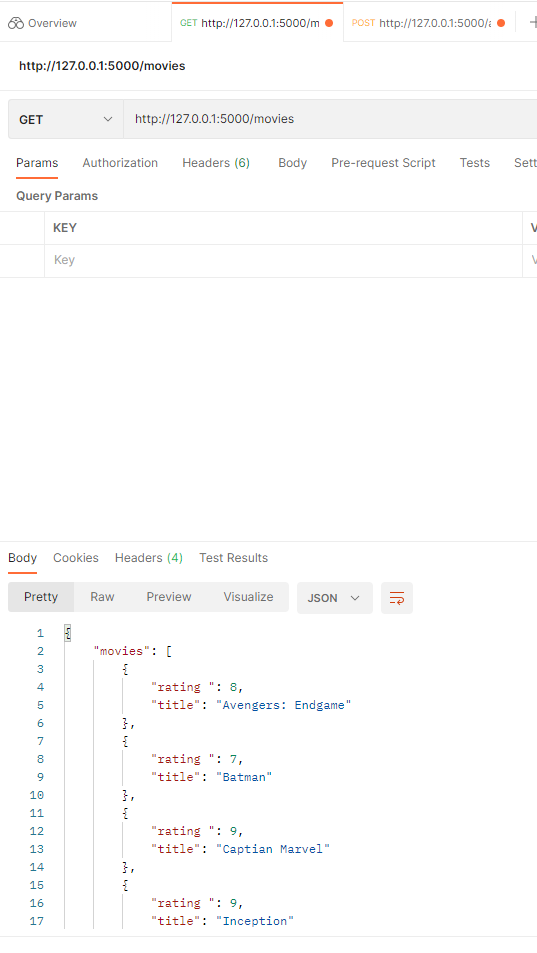 Overview
GET http://127.0.0.1:5000/m
POST http://127.0.0.1:5000/a
http://127.0.0.1:5000/movies
GET http://127.0.0.1:5000/movies
Params Authorization Headers (6) Body Pre-request Script Tests Sett
Query Params
KEY V
Key V
Body Cookies Headers (4) Test Results
Pretty Raw Preview Visualize JSON
1 {
2 "movies": [
3 {
4 "rating ": 8,
5 "title": "Avengers: Endgame"
6 },
7 {
8 "rating ": 7,
9 "title": "Batman"
10 },
11 {
12 "rating ": 9,
13 "title": "Captian Marvel"
14 },
15 {
16 "rating ": 9,
17 "title": "Inception"